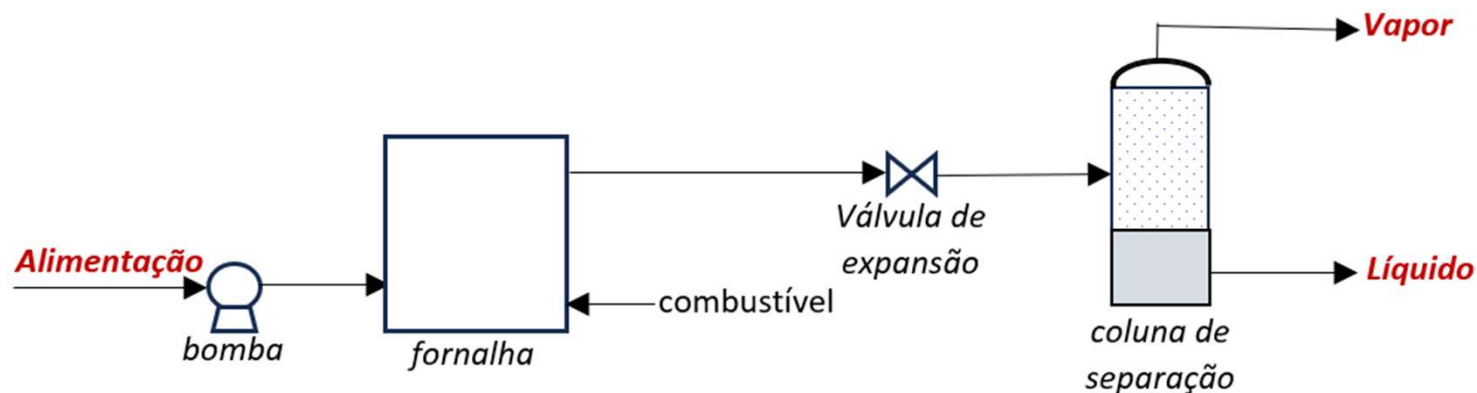 Vapor
Válvula de
expansão
Alimentação
Líquido
combustível
bomba
fornalha
coluna de
separação